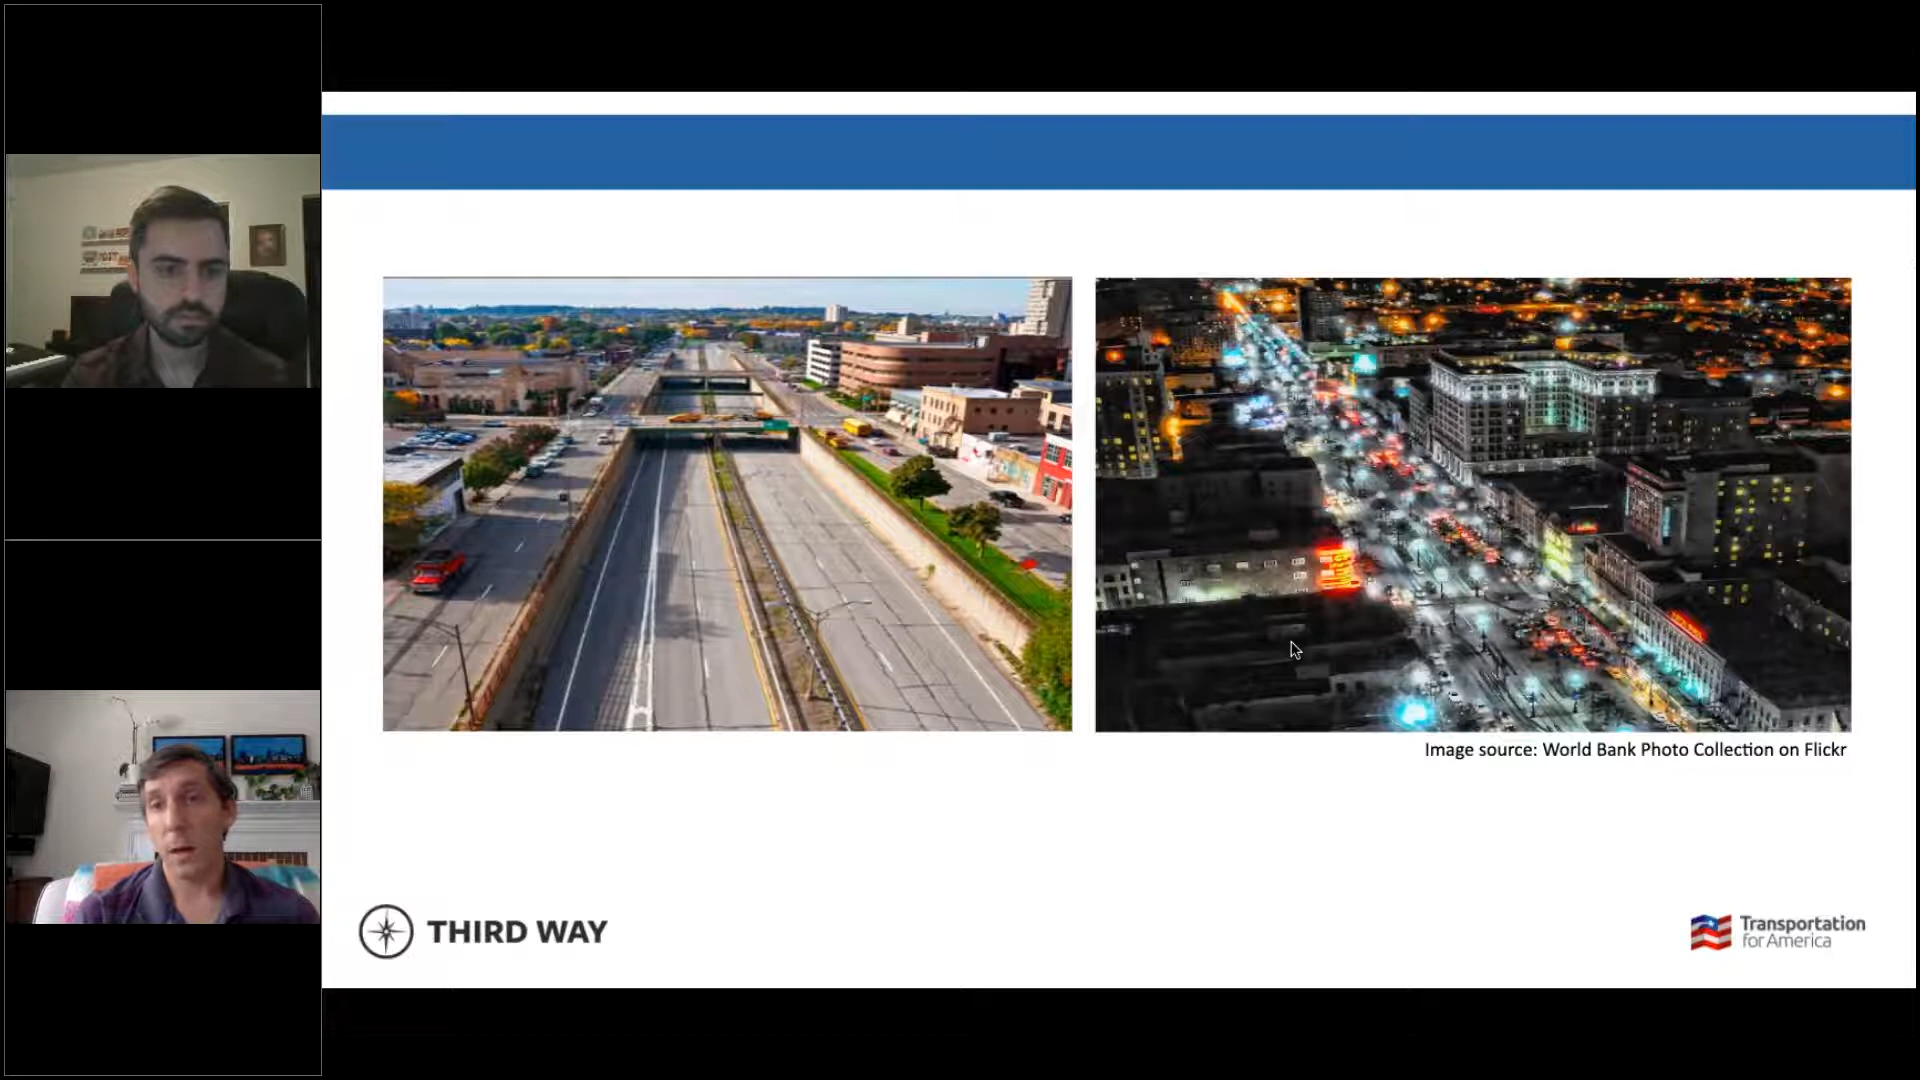 Image source: World Bank Photo Collection on Flickr
THIRD WAY
Transportation
for America